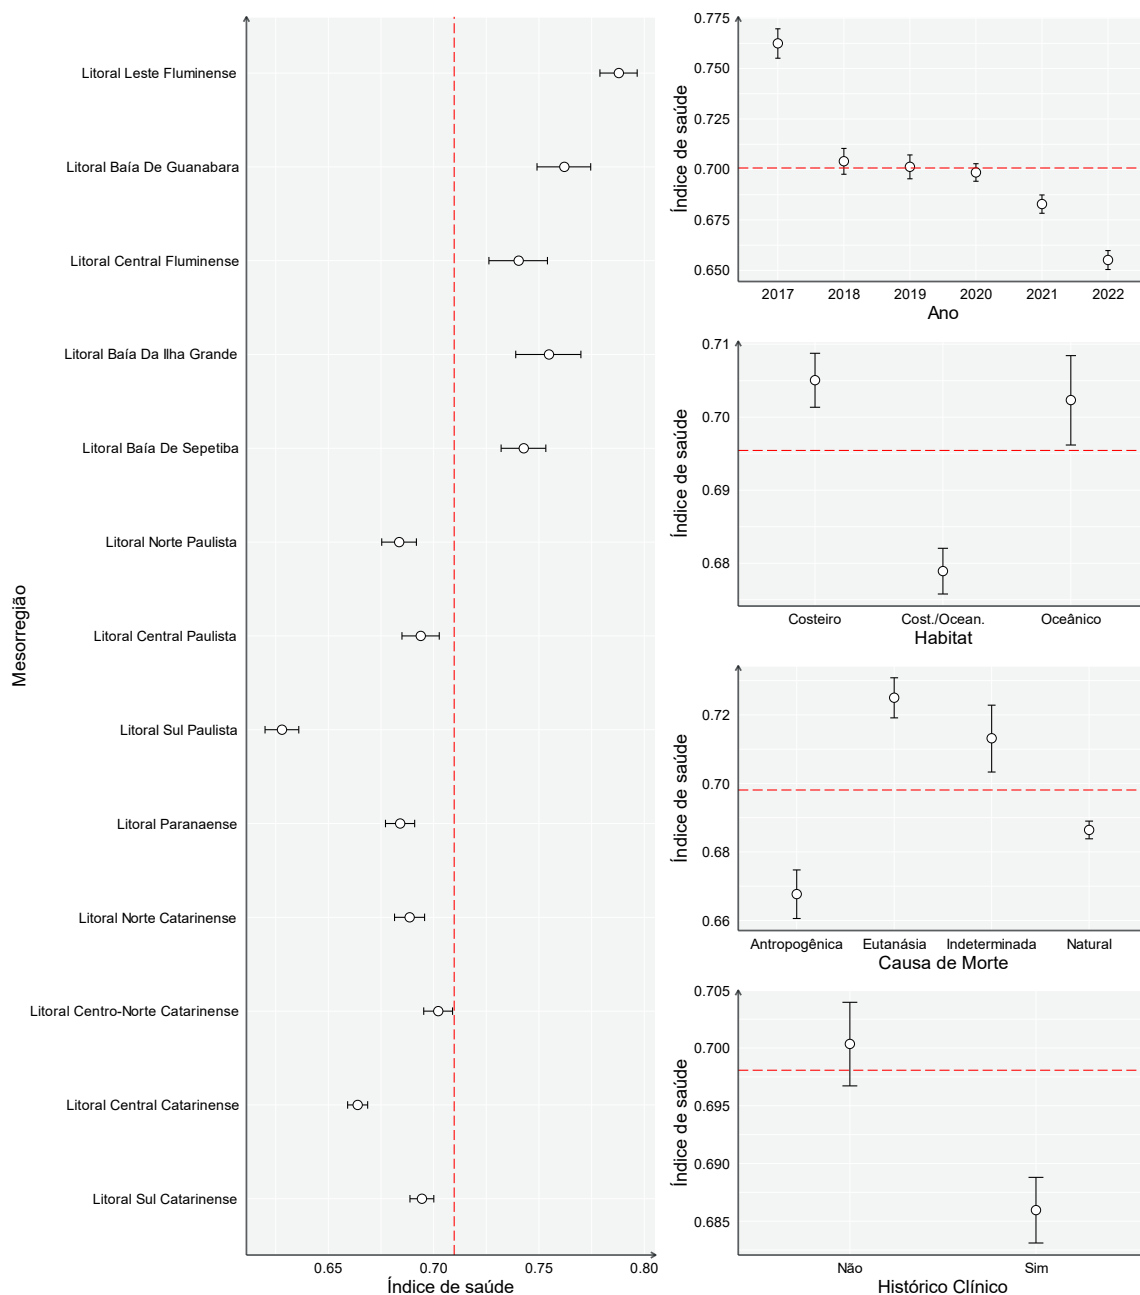 Mesorregião
Litoral Leste Fluminense
Litoral Baía De Guanabara
Litoral Central Fluminense
Litoral Baía Da Ilha Grande
Litoral Baía De Sepetiba
Litoral Norte Paulista
Litoral Central Paulista
Litoral Sul Paulista
Litoral Paranaense
Litoral Norte Catarinense
Litoral Centro-Norte Catarinense
Litoral Central Catarinense
Litoral Sul Catarinense
0.65 0.70 0.75 0.80
Índice de saúde
Índice de saúde
0.775
0.750
0.725
0.700
0.675
0.650
2017 2018 2019 2020 2021 2022
Ano
Índice de saúde
0.71
0.70
0.69
0.68
Costeiro Cost./Ocean. Oceânico
Habitat
Índice de saúde
0.72
0.70
0.68
0.66
Antropogênica Eutanásia Indeterminada Natural
Causa de Morte
Índice de saúde
0.705
0.700
0.695
0.690
0.685
Não Sim
Histórico Clínico